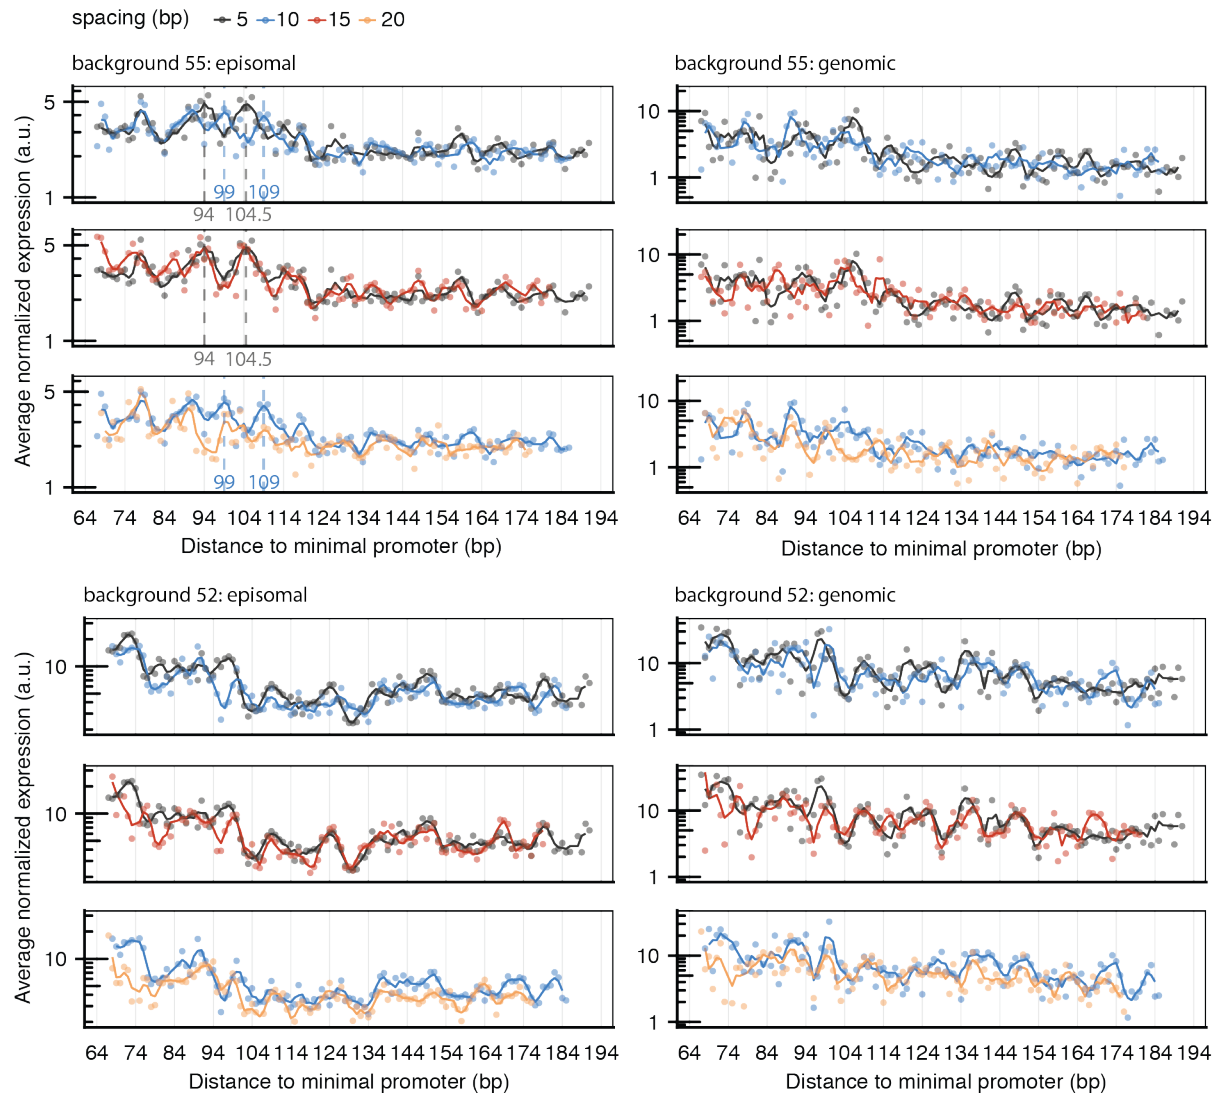 spacing (bp) 5 10 15 20
background 55: episomal
background 55: genomic
Average normalized expression (a.u.)
5
1
99 109
94 104.5
10
1
5
1
94 104.5
10
1
5
1
99 109
10
1
64 74 84 94 104 114 124 134 144 154 164 174 184 194
Distance to minimal promoter (bp)
64 74 84 94 104 114 124 134 144 154 164 174 184 194
Distance to minimal promoter (bp)
background 52: episomal
background 52: genomic
Average normalized expression (a.u.)
10
10
1
10
10
1
10
10
1
64 74 84 94 104 114 124 134 144 154 164 174 184 194
Distance to minimal promoter (bp)
64 74 84 94 104 114 124 134 144 154 164 174 184 194
Distance to minimal promoter (bp)